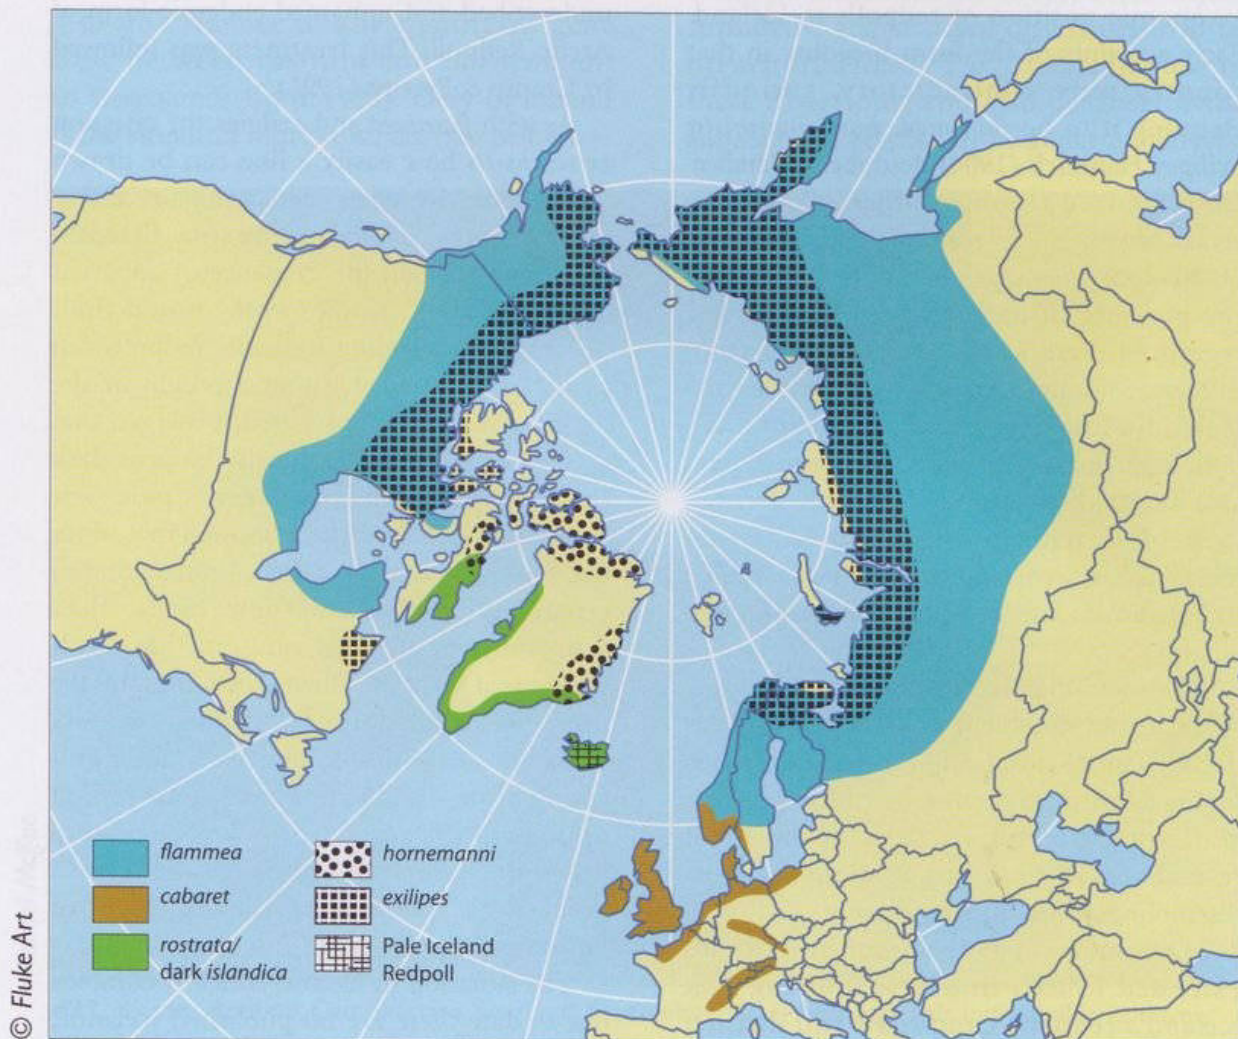 flammea
cabaret
rostrata/
dark islandica
hornemanni
exilipes
Pale Iceland
Redpoll
© Fluke Art